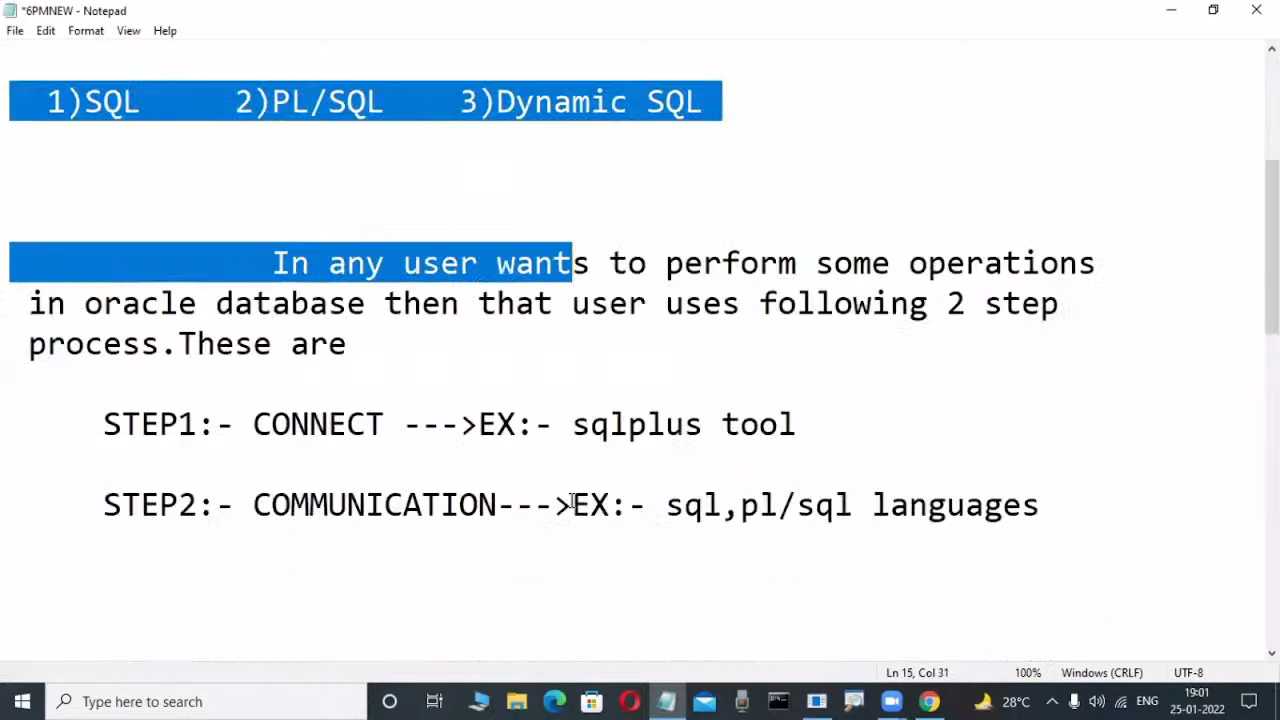 *6PMNEW - Notepad
File Edit Format View Help
1)SQL 2)PL/SQL 3)Dynamic SQL
In any user wants to perform some operations
in oracle database then that user uses following 2 step
process.These are
STEP1:- CONNECT --->EX:- sqlplus tool
STEP2:- COMMUNICATION--->EX:- sql,pl/sql languages
Ln 15, Col 31 100% Windows (CRLF) UTF-8
Type here to search 28°C ENG 19:01
25-01-2022